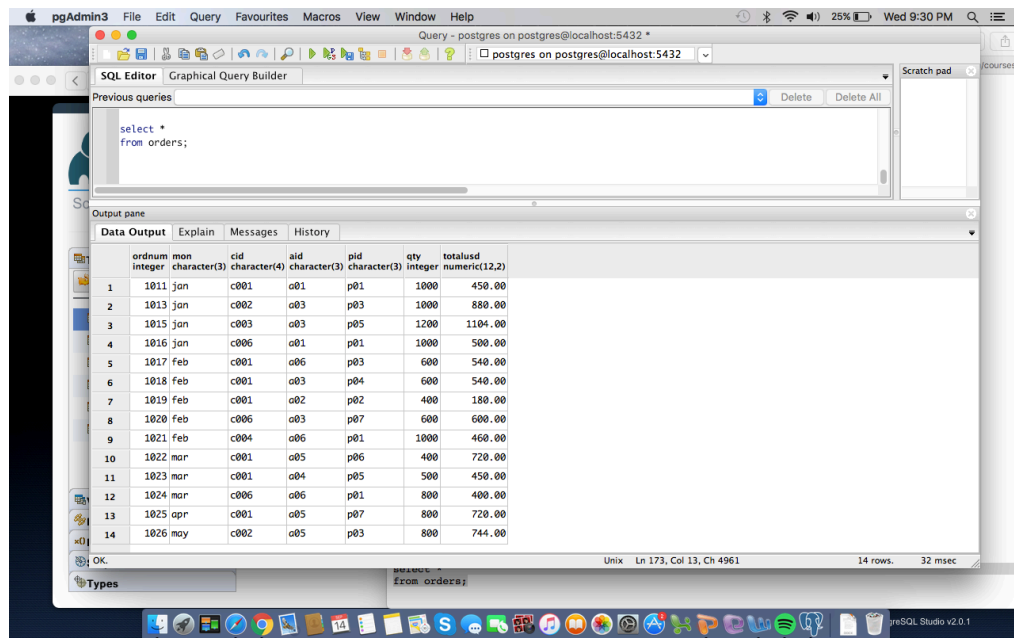 pgAdmin3 File Edit Query Favourites Macros View Window Help 25% Wed 9:30 PM
Query - postgres on postgres@localhost:5432 *
postgres on postgres@localhost:5432
/courses
SQL Editor Graphical Query Builder
Scratch pad
Previous queries Delete Delete All
select *
from orders;
Output pane
Data Output Explain Messages History
ordnum mon cid aid pid qty totalusd
integer character(3) character(4) character(3) character(3) integer numeric(12,2)
1 1011 jan c001 a01 p01 1000 450.00
2 1013 jan c002 a03 p03 1000 880.00
3 1015 jan c003 a03 p05 1200 1104.00
4 1016 jan c006 a01 p01 1000 500.00
5 1017 feb c001 a06 p03 600 540.00
6 1018 feb c001 a03 p04 600 540.00
7 1019 feb c001 a02 p02 400 180.00
8 1020 feb c006 a03 p07 600 600.00
9 1021 feb c004 a06 p01 1000 460.00
10 1022 mar c001 a05 p06 400 720.00
11 1023 mar c001 a04 p05 500 450.00
12 1024 mar c006 a06 p01 800 400.00
13 1025 apr c001 a05 p07 800 720.00
14 1026 may c002 a05 p03 800 744.00
OK. Unix Ln 173, Col 13, Ch 4961 14 rows. 32 msec
select *
from orders;
Types
14
greSQL Studio v2.0.1